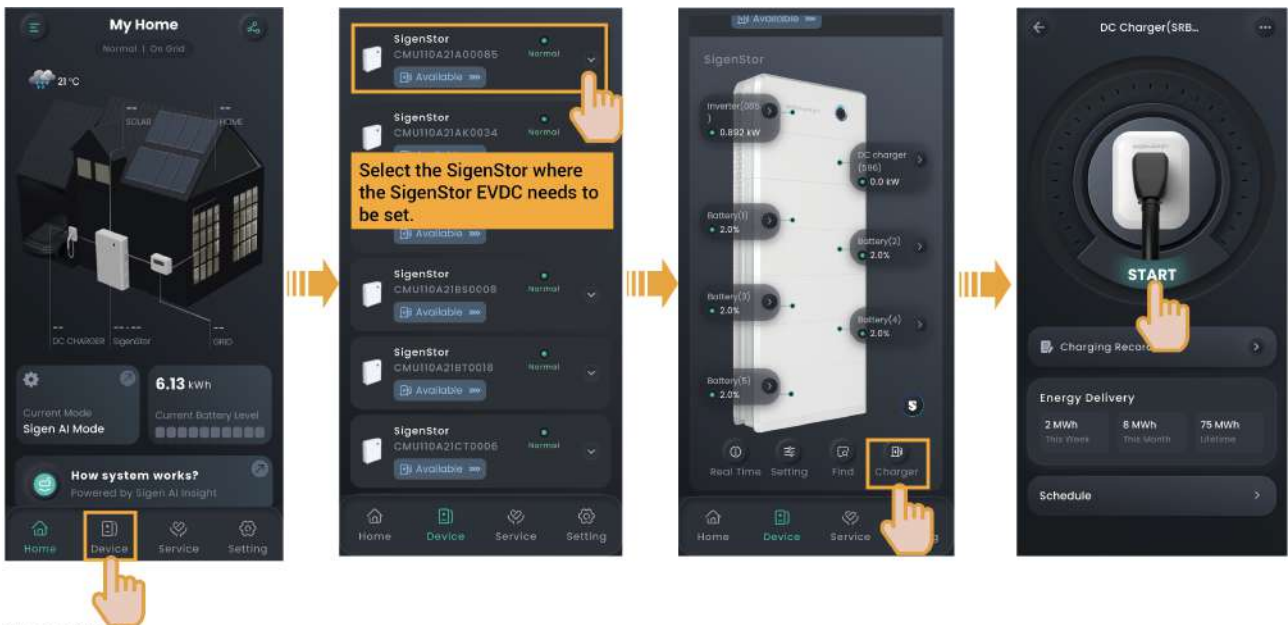 My Home
Normal | On Grid
21 °C
--
SOLAR
--
HOME
--
DC CHARGER
-- - --
SigenStor
--
GRID
Current Mode
Sigen AI Mode
6.13 kWh
Current Battery Level
How system works?
Powered by Sigen AI Insight
Home
Device
Service
Setting
SigenStor
CMU110A21A00085
Normal
Available
SigenStor
CMU110A21AK0034
Normal
Select the SigenStor where
the SigenStor EVDC needs to
be set.
Available
SigenStor
CMU110A21BS0008
Normal
Available
SigenStor
CMU110A21BT0018
Normal
Available
SigenStor
CMU110A21CT0006
Normal
Available
Home
Device
Service
Setting
Available
SigenStor
Inverter(085
)
0.892 kW
DC charger
(S86)
0.0 kW
Battery(1)
2.0%
Battery(2)
2.0%
Battery(3)
2.0%
Battery(4)
2.0%
Battery(5)
2.0%
Real Time
Setting
Find
Charger
Home
Device
Service
DC Charger(SRB...
START
Charging Record
Energy Delivery
2 MWh
This Week
6 MWh
This Month
75 MWh
Lifetime
Schedule